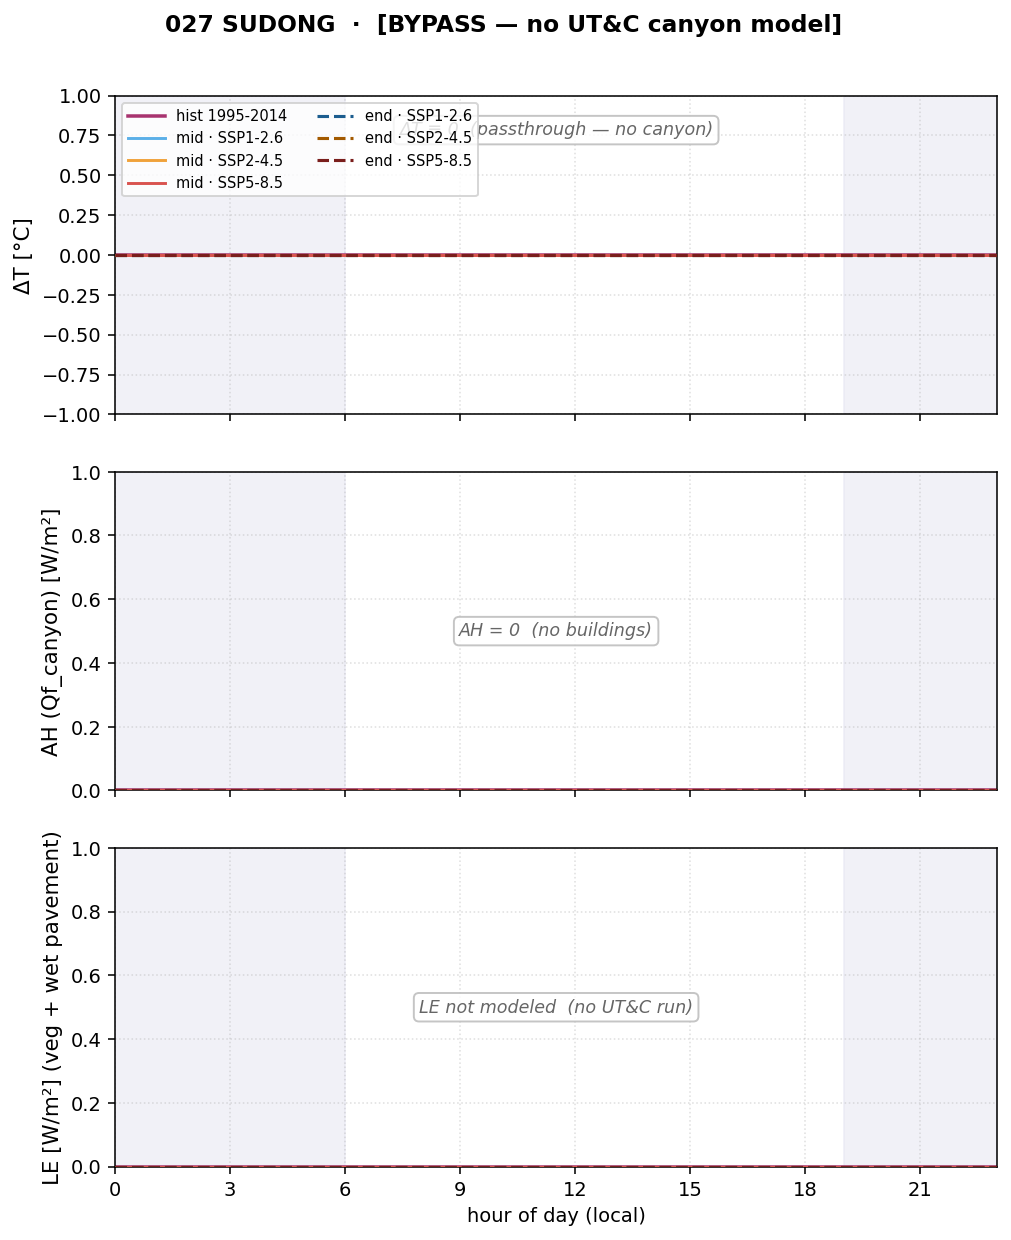 027 SUDONG · [BYPASS — no UT&C canyon model]
1.00
0.75
0.50
0.25
0.00
−0.25
−0.50
−0.75
−1.00
ΔT [°C]
hist 1995-2014
mid · SSP1-2.6
mid · SSP2-4.5
mid · SSP5-8.5
end · SSP1-2.6
end · SSP2-4.5
end · SSP5-8.5
(passthrough — no canyon)
1.0
0.8
0.6
0.4
0.2
0.0
AH (Qf_canyon) [W/m²]
AH = 0 (no buildings)
1.0
0.8
0.6
0.4
0.2
0.0
LE [W/m²] (veg + wet pavement)
LE not modeled (no UT&C run)
0 3 6 9 12 15 18 21
hour of day (local)